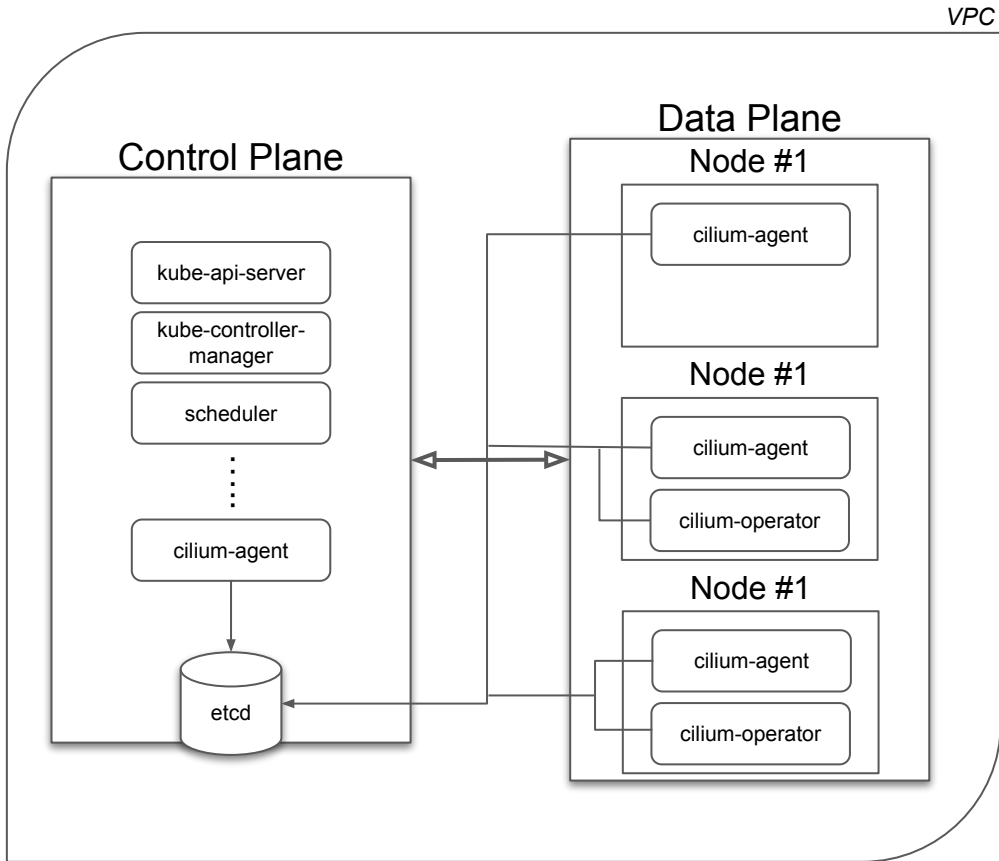 VPC
Control Plane
kube-api-server
kube-controller-
manager
scheduler
cilium-agent
etcd
Data Plane
Node #1
cilium-agent
Node #1
cilium-agent
cilium-operator
Node #1
cilium-agent
cilium-operator